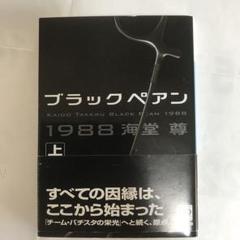 ブラックペアン
KAIDO TAKERU BLACK PEAN 1988
1988 海堂 尊
上
すべての因縁は、
ここから始まった
『チーム・バチスタの栄光』へと続く、原点